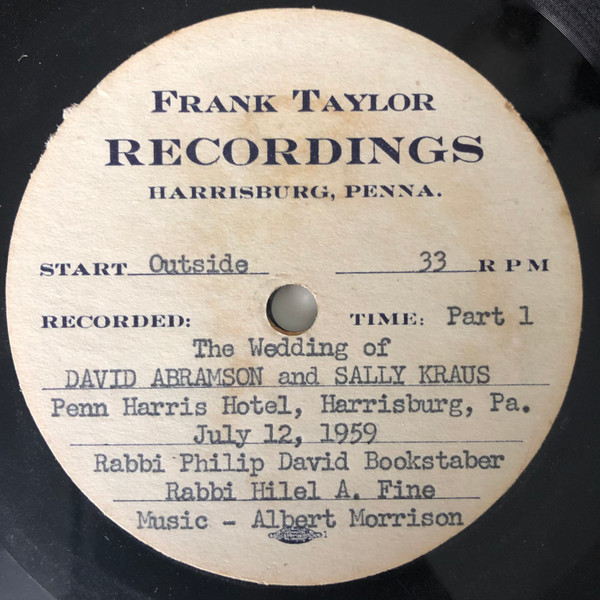 FRANK TAYLOR
RECORDINGS
HARRISBURG, PENNA.
START Outside 33 RPM
RECORDED: TIME: Part 1
The Wedding of
DAVID ABRAMSON and SALLY KRAUS
Penn Harris Hotel, Harrisburg, Pa.
July 12, 1959
Rabbi Philip David Bookstaber
Rabbi Hilel A. Fine
Music - Albert Morrison